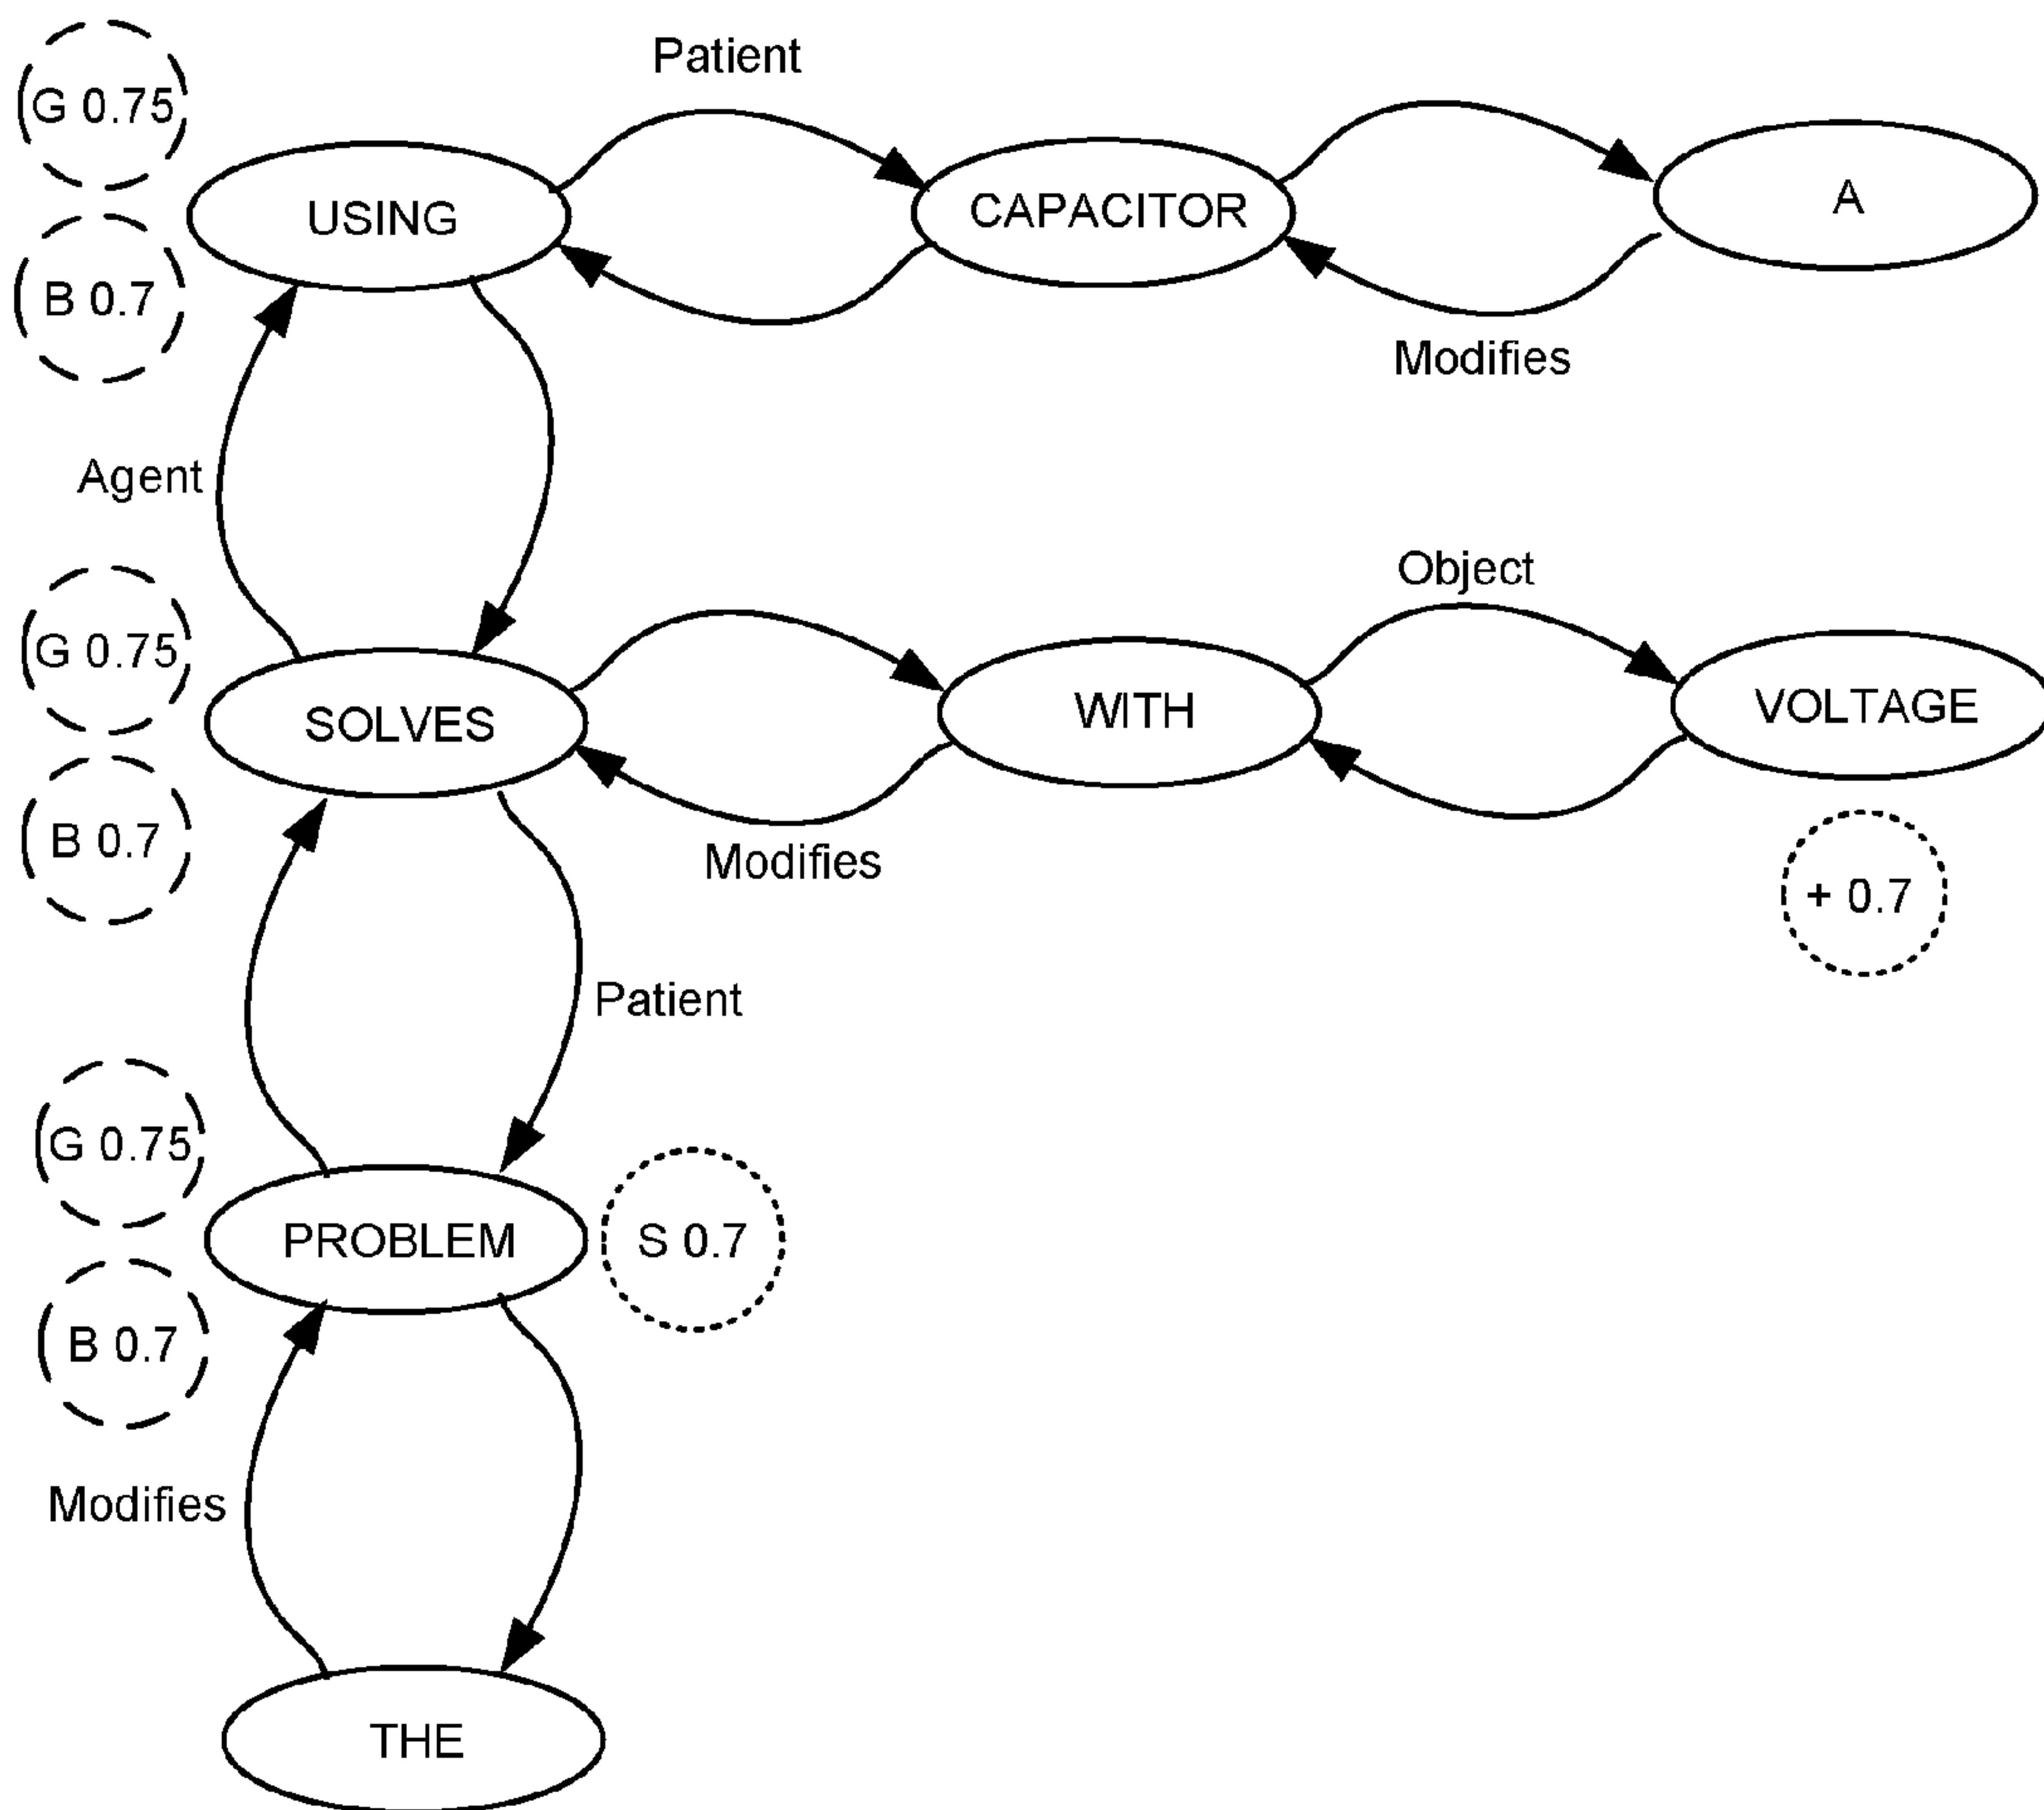 Patient
G 0.75
USING
CAPACITOR
A
B 0.7
Modifies
Agent
Object
G 0.75
SOLVES
WITH
VOLTAGE
B 0.7
Modifies
+ 0.7
Patient
G 0.75
PROBLEM
S 0.7
B 0.7
Modifies
THE